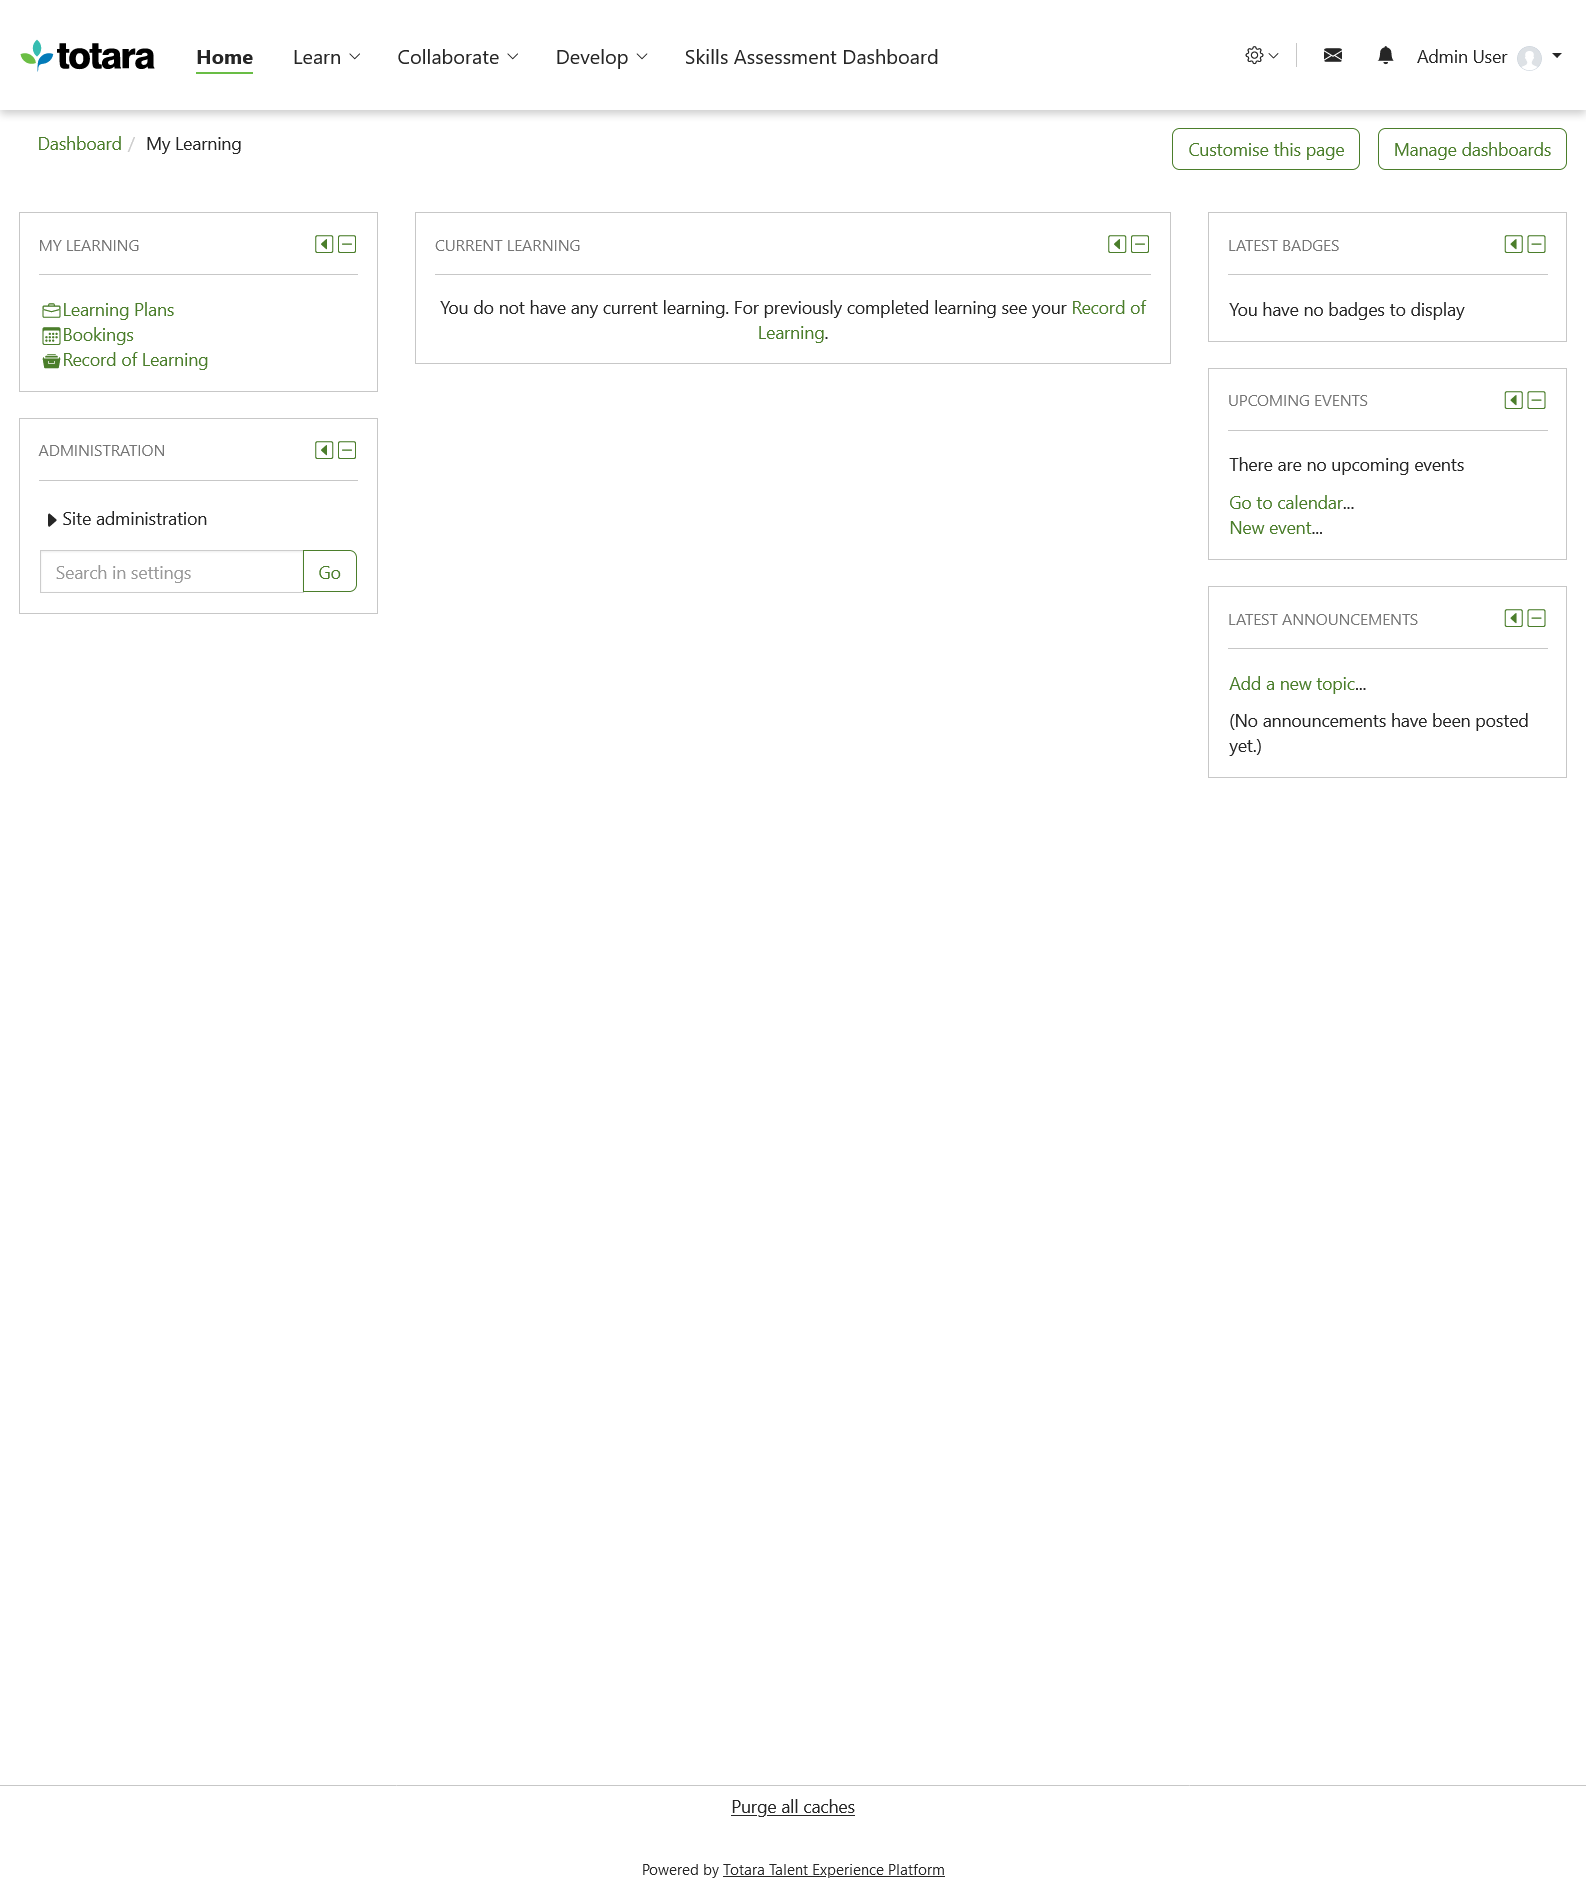 totara
Home
Learn
Collaborate
Develop
Skills Assessment Dashboard
Admin User
Dashboard / My Learning
Customise this page
Manage dashboards
MY LEARNING
Learning Plans
Bookings
Record of Learning
ADMINISTRATION
Site administration
Search in settings
Go
CURRENT LEARNING
You do not have any current learning. For previously completed learning see your Record of
Learning.
LATEST BADGES
You have no badges to display
UPCOMING EVENTS
There are no upcoming events
Go to calendar...
New event...
LATEST ANNOUNCEMENTS
Add a new topic...
(No announcements have been posted
yet.)
Purge all caches
Powered by Totara Talent Experience Platform